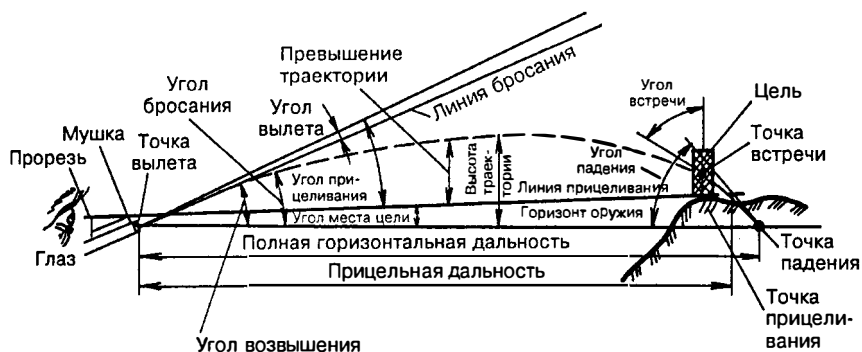 Превышение
траектории
Угол
бросания
Угол
вылета
Линия бросания
Угол
встречи
Цель
Точка
встречи
Мушка
Прорезь
Точка
вылета
Угол при-
целивания
Высота
траек-
тории
Угол
падения
Линия прицеливания
Угол места цели
Горизонт оружия
Глаз
Полная горизонтальная дальность
Прицельная дальность
Точка
падения
Точка
прицели-
вания
Угол возвышения